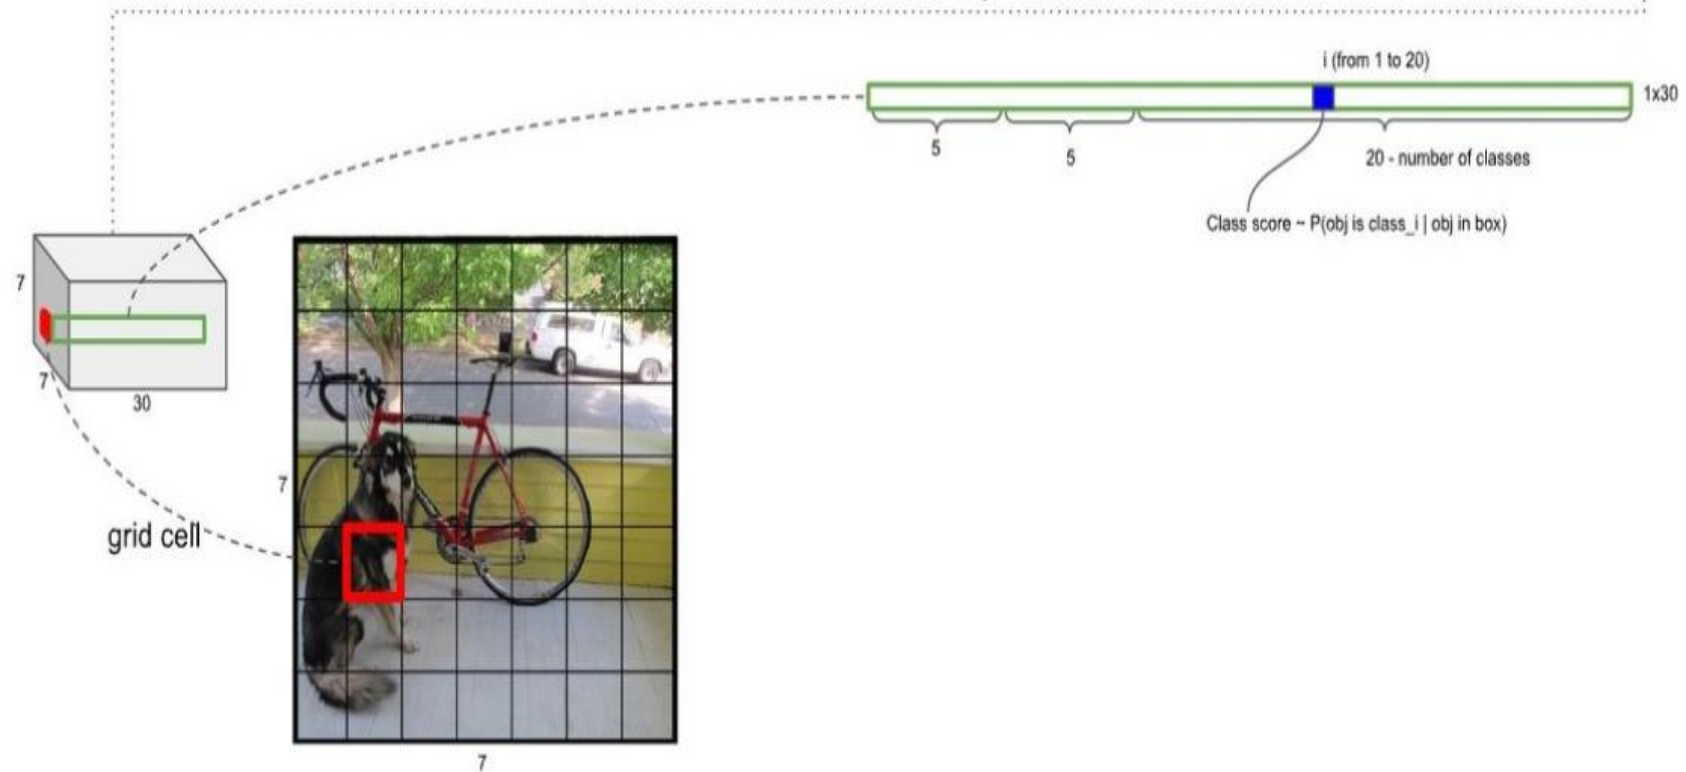 i (from 1 to 20)
1x30
5
5
20 - number of classes
Class score ~ P(obj is class_i | obj in box)
7
7
30
7
grid cell
7